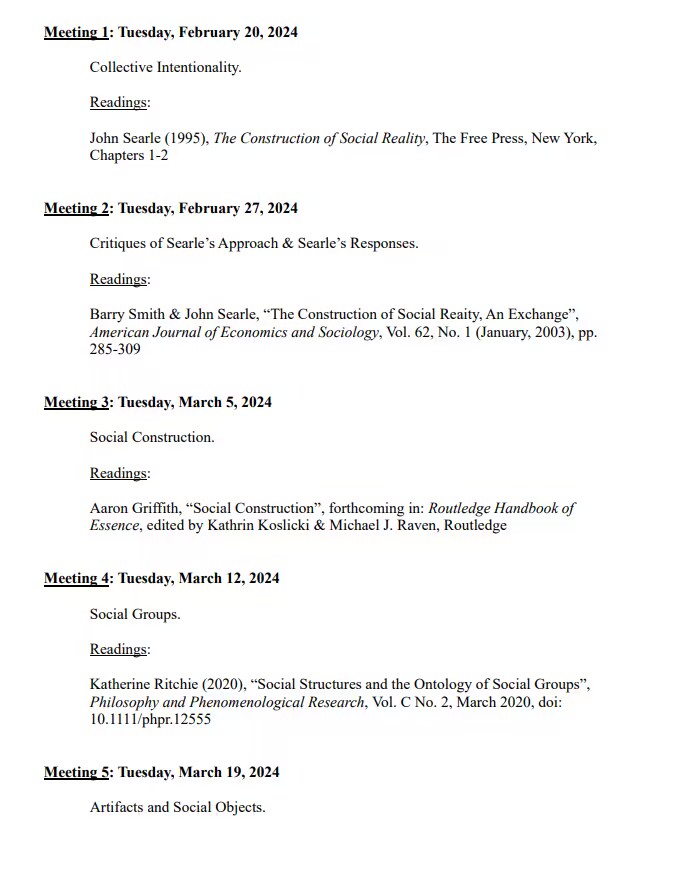 Meeting 1: Tuesday, February 20, 2024
Collective Intentionality.
Readings:
John Searle (1995), The Construction of Social Reality, The Free Press, New York,
Chapters 1-2
Meeting 2: Tuesday, February 27, 2024
Critiques of Searle’s Approach & Searle’s Responses.
Readings:
Barry Smith & John Searle, “The Construction of Social Reaity, An Exchange”,
American Journal of Economics and Sociology, Vol. 62, No. 1 (January, 2003), pp.
285-309
Meeting 3: Tuesday, March 5, 2024
Social Construction.
Readings:
Aaron Griffith, “Social Construction”, forthcoming in: Routledge Handbook of
Essence, edited by Kathrin Koslicki & Michael J. Raven, Routledge
Meeting 4: Tuesday, March 12, 2024
Social Groups.
Readings:
Katherine Ritchie (2020), “Social Structures and the Ontology of Social Groups”,
Philosophy and Phenomenological Research, Vol. C No. 2, March 2020, doi:
10.1111/phpr.12555
Meeting 5: Tuesday, March 19, 2024
Artifacts and Social Objects.